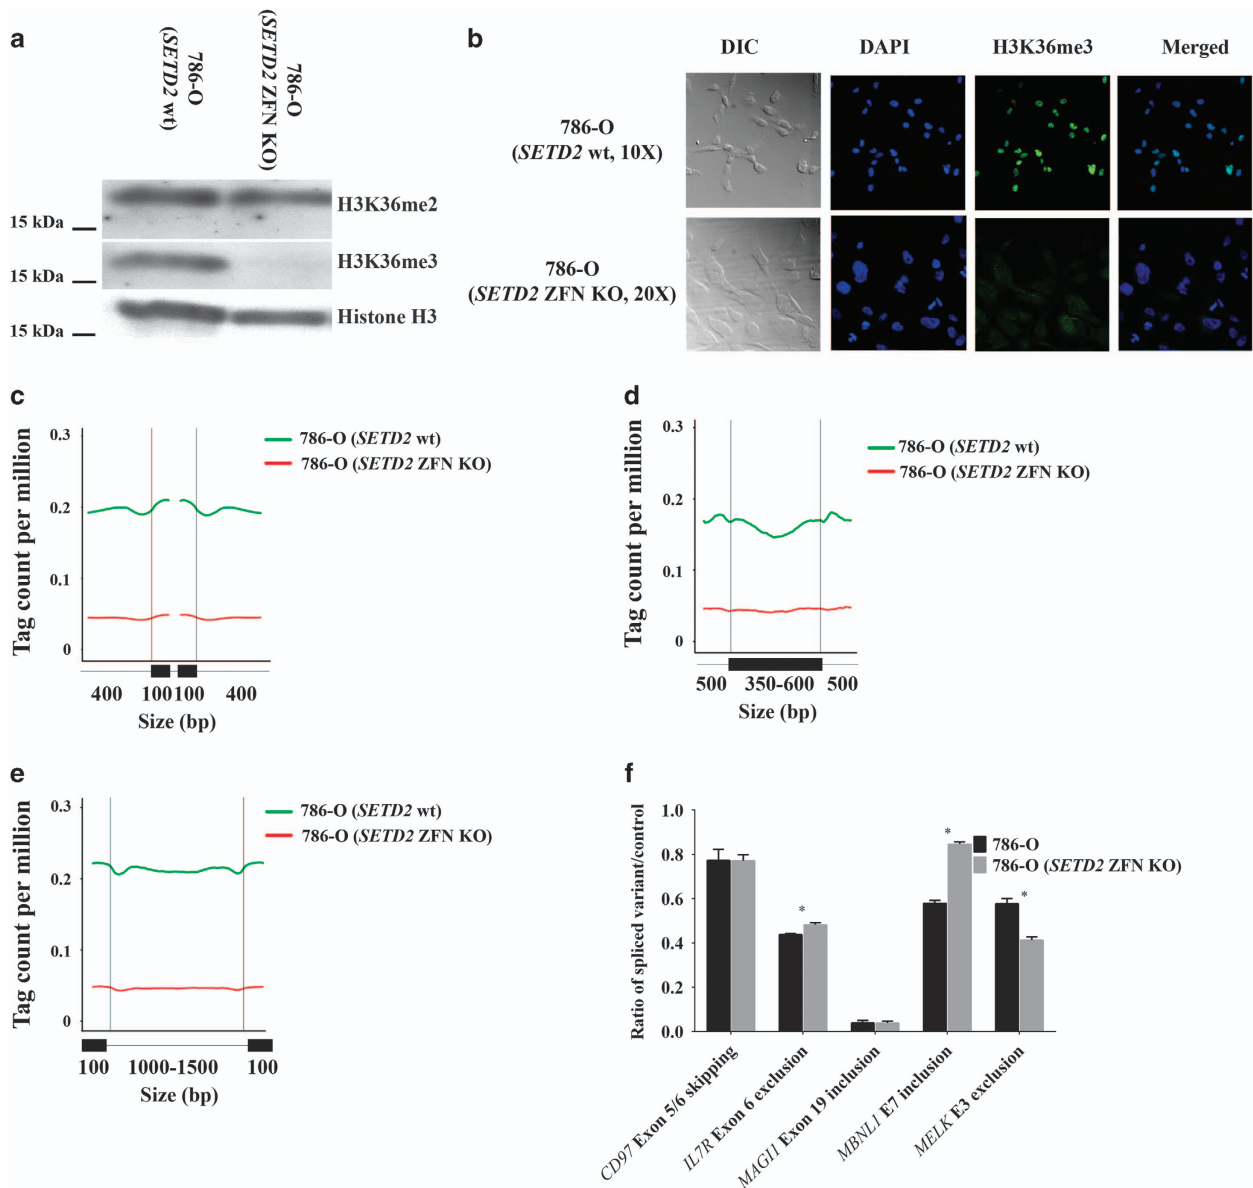 a
786-O
(SETD2 wt)
786-O
(SETD2 ZFN KO)
H3K36me2
15 kDa
H3K36me3
15 kDa
Histone H3
15 kDa
b
DIC DAPI H3K36me3 Merged
786-O
(SETD2 wt, 10X)
786-O
(SETD2 ZFN KO, 20X)
c
Tag count per million
0.3
0.2
0.1
0
786-O (SETD2 wt)
786-O (SETD2 ZFN KO)
400 100 100 400
Size (bp)
d
Tag count per million
0.3
0.2
0.1
0
786-O (SETD2 wt)
786-O (SETD2 ZFN KO)
500 350-600 500
Size (bp)
e
Tag count per million
0.3
0.2
0.1
0
786-O (SETD2 wt)
786-O (SETD2 ZFN KO)
100 1000-1500 100
Size (bp)
f
Ratio of spliced variant/control
1.0
0.8
0.6
0.4
0.2
0.0
*
*
*
786-O
786-O (SETD2 ZFN KO)
CD97 Exon 5/6 skipping
IL7R Exon 6 exclusion
MAGI1 Exon 19 inclusion
MBNL1 E7 inclusion
MELK E3 exclusion